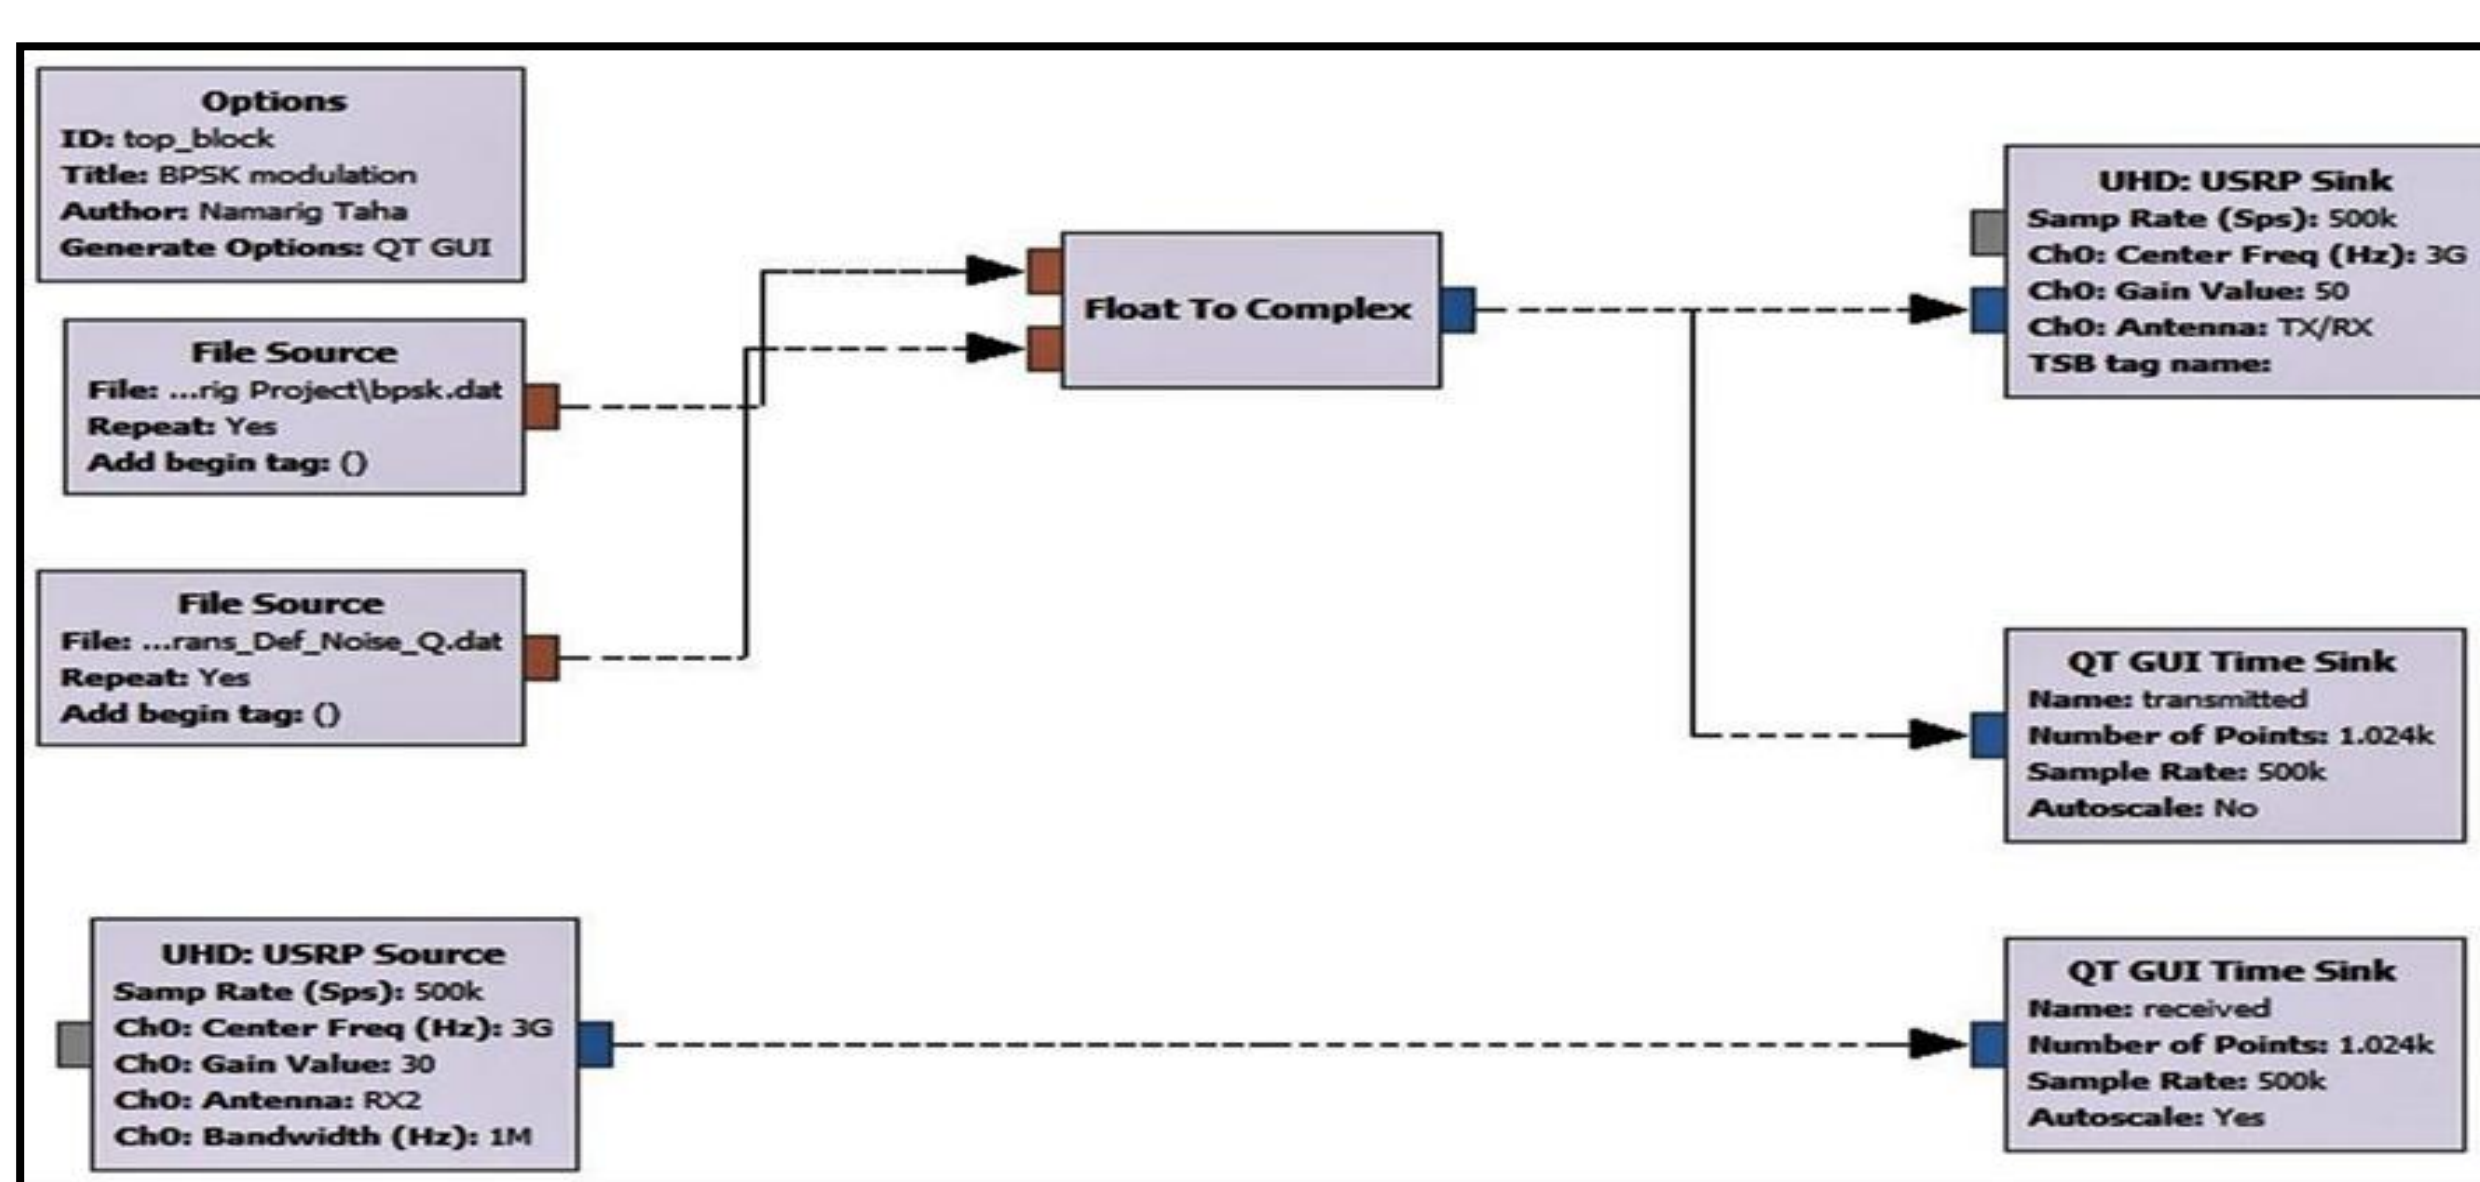 Options
ID: top_block
Title: BPSK modulation
Author: Namarig Taha
Generate Options: QT GUI
File Source
File: ...rig Project\bpsk.dat
Repeat: Yes
Add begin tag: ()
File Source
File: ...rans_Def_Noise_Q.dat
Repeat: Yes
Add begin tag: ()
Float To Complex
UHD: USRP Sink
Samp Rate (Sps): 500k
Ch0: Center Freq (Hz): 3G
Ch0: Gain Value: 50
Ch0: Antenna: TX/RX
TSB tag name:
QT GUI Time Sink
Name: transmitted
Number of Points: 1.024k
Sample Rate: 500k
Autoscale: No
UHD: USRP Source
Samp Rate (Sps): 500k
Ch0: Center Freq (Hz): 3G
Ch0: Gain Value: 30
Ch0: Antenna: RX2
Ch0: Bandwidth (Hz): 1M
QT GUI Time Sink
Name: received
Number of Points: 1.024k
Sample Rate: 500k
Autoscale: Yes